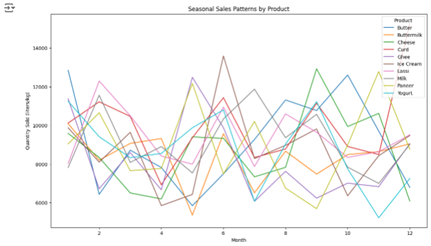 Seasonal Sales Patterns by Product
Product
Butter
Buttermilk
Cheese
Curd
Ghee
Ice Cream
Lassi
Milk
Paneer
Yogurt
14000
12000
10000
8000
6000
Quantity Sold (liters/kg)
2
4
6
8
10
12
Month